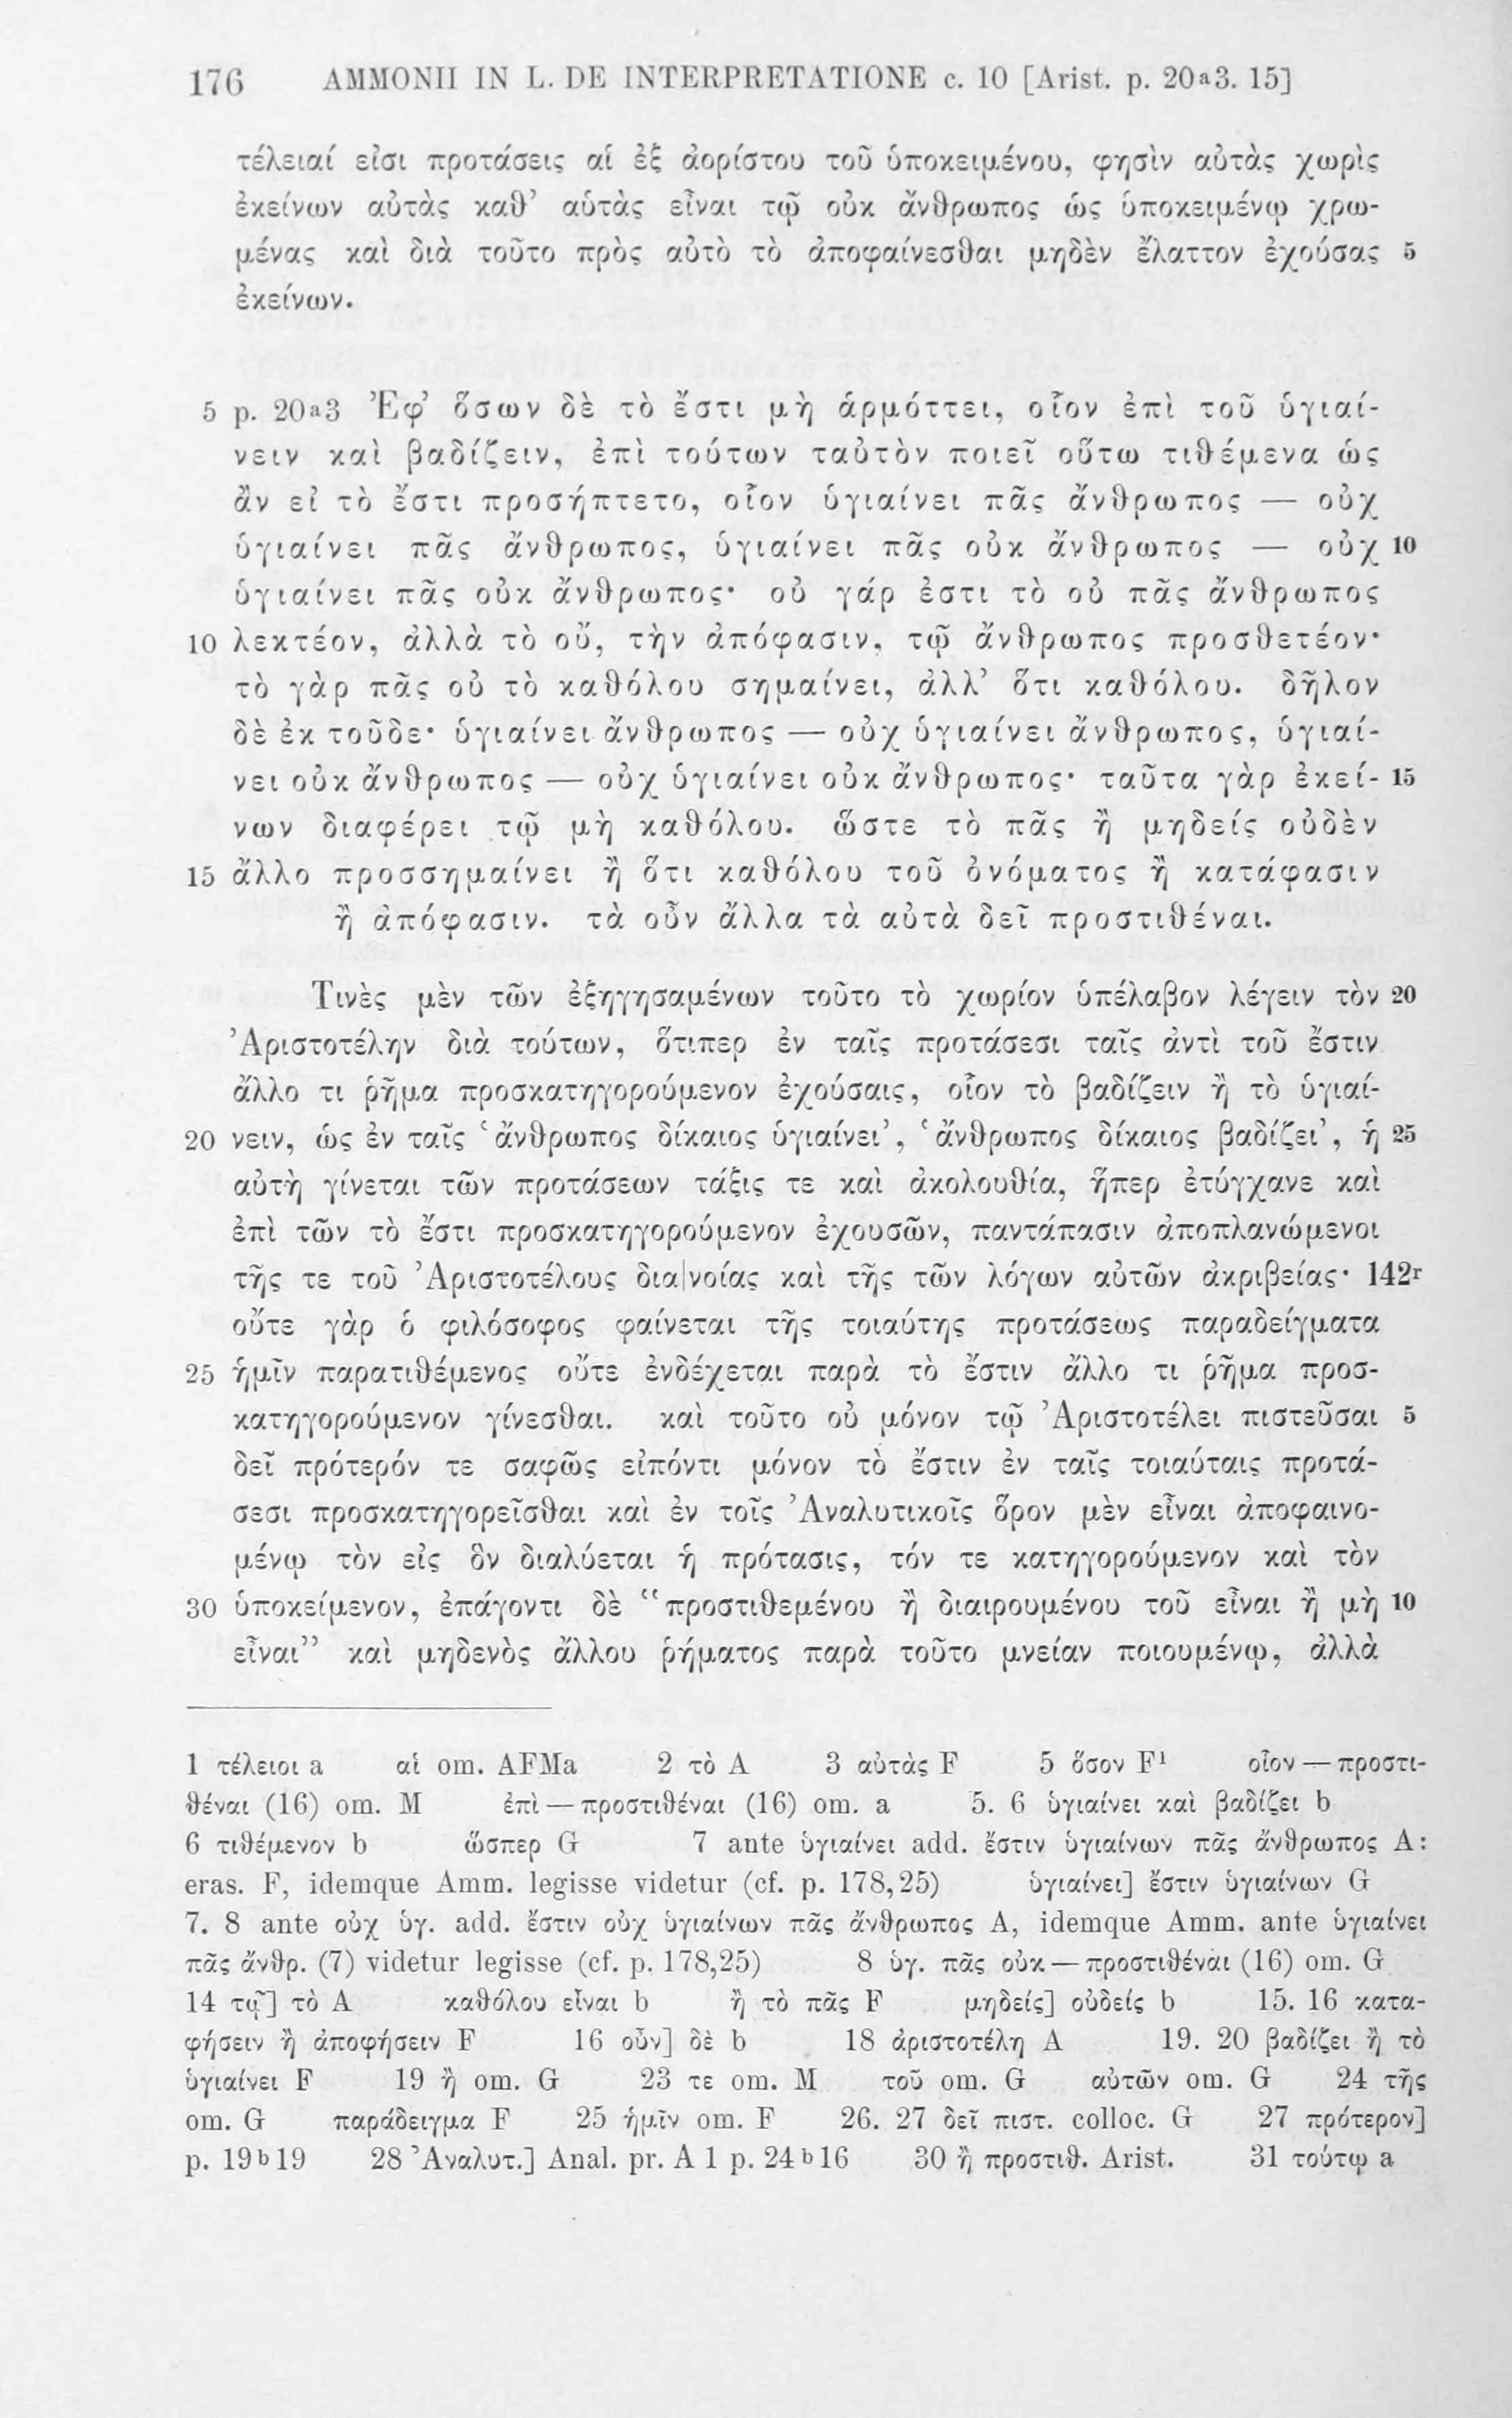 176 AMMONII IN L. DE INTERPRETATIONE c. 10 [Arist. p. 20a3. 15]
τέλειαί εἰσι προτάσεις αἱ ἐξ ἀορίστου τοῦ ὑποκειμένου, φησὶν αὐτὰς χωρὶς
ἐκείνων αὐτὰς καθ’ αὑτὰς εἶναι τῷ οὐκ ἄνθρωπος ὡς ὑποκειμένῳ χρω-
μένας καὶ διὰ τοῦτο πρὸς αὐτὸ τὸ ἀποφαίνεσθαι μηδὲν ἔλαττον ἐχούσας 5
ἐκείνων.
5 p. 20a3 Ἐφ’ ὅσων δὲ τὸ ἔστι μὴ ἁρμόττει, οἷον ἐπὶ τοῦ ὑγιαί-
νειν καὶ βαδίζειν, ἐπὶ τούτων ταὐτὸν ποιεῖ οὕτω τιθέμενα ὡς
ἂν εἰ τὸ ἔστι προσήπτετο, οἷον ὑγιαίνει πᾶς ἄνθρωπος — οὐχ
ὑγιαίνει πᾶς ἄνθρωπος, ὑγιαίνει πᾶς οὐκ ἄνθρωπος — οὐχ 10
ὑγιαίνει πᾶς οὐκ ἄνθρωπος· οὐ γάρ ἐστι τὸ οὐ πᾶς ἄνθρωπος
10 λεκτέον, ἀλλὰ τὸ οὔ, τὴν ἀπόφασιν, τῷ ἄνθρωπος προσθετέον·
τὸ γὰρ πᾶς οὐ τὸ καθόλου σημαίνει, ἀλλ’ ὅτι καθόλου. δῆλον
δὲ ἐκ τοῦδε· ὑγιαίνει ἄνθρωπος — οὐχ ὑγιαίνει ἄνθρωπος, ὑγιαί-
νει οὐκ ἄνθρωπος — οὐχ ὑγιαίνει οὐκ ἄνθρωπος· ταῦτα γὰρ ἐκεί- 15
νων διαφέρει τῷ μὴ καθόλου. ὥστε τὸ πᾶς ἢ μηδείς οὐδὲν
15 ἄλλο προσσημαίνει ἢ ὅτι καθόλου τοῦ ὀνόματος ἢ κατάφασιν
ἢ ἀπόφασιν. τὰ οὖν ἄλλα τὰ αὐτὰ δεῖ προστιθέναι.
Τινὲς μὲν τῶν ἐξηγησαμένων τοῦτο τὸ χωρίον ὑπέλαβον λέγειν τὸν 20
Ἀριστοτέλην διὰ τούτων, ὅτιπερ ἐν ταῖς προτάσεσι ταῖς ἀντὶ τοῦ ἔστιν
ἄλλο τι ῥῆμα προσκατηγορούμενον ἐχούσαις, οἷον τὸ βαδίζειν ἢ τὸ ὑγιαί-
20 νειν, ὡς ἐν ταῖς ‘ἄνθρωπος δίκαιος ὑγιαίνει’, ‘ἄνθρωπος δίκαιος βαδίζει’, ἡ 25
αὐτὴ γίνεται τῶν προτάσεων τάξις τε καὶ ἀκολουθία, ἥπερ ἐτύγχανε καὶ
ἐπὶ τῶν τὸ ἔστι προσκατηγορούμενον ἐχουσῶν, παντάπασιν ἀποπλανώμενοι
τῆς τε τοῦ Ἀριστοτέλους δια|νοίας καὶ τῆς τῶν λόγων αὐτῶν ἀκριβείας· 142r
οὔτε γὰρ ὁ φιλόσοφος φαίνεται τῆς τοιαύτης προτάσεως παραδείγματα
25 ἡμῖν παρατιθέμενος οὔτε ἐνδέχεται παρὰ τὸ ἔστιν ἄλλο τι ῥῆμα προσ-
κατηγορούμενον γίνεσθαι. καὶ τοῦτο οὐ μόνον τῷ Ἀριστοτέλει πιστεῦσαι 5
δεῖ πρότερόν τε σαφῶς εἰπόντι μόνον τὸ ἔστιν ἐν ταῖς τοιαύταις προτά-
σεσι προσκατηγορεῖσθαι καὶ ἐν τοῖς Ἀναλυτικοῖς ὅρον μὲν εἶναι ἀποφαινο-
μένῳ τὸν εἰς ὃν διαλύεται ἡ πρότασις, τόν τε κατηγορούμενον καὶ τὸν
30 ὑποκείμενον, ἐπάγοντι δὲ “προστιθεμένου ἢ διαιρουμένου τοῦ εἶναι ἢ μὴ 10
εἶναι” καὶ μηδενὸς ἄλλου ῥήματος παρὰ τοῦτο μνείαν ποιουμένῳ, ἀλλὰ
1 τέλειοι a αἱ om. AFMa 2 τὸ A 3 αὐτὰς F 5 ὅσον F¹ οἷον — προστι-
θέναι (16) om. M ἐπὶ — προστιθέναι (16) om. a 5. 6 ὑγιαίνει καὶ βαδίζει b
6 τιθέμενον b ὥσπερ G 7 ante ὑγιαίνει add. ἔστιν ὑγιαίνων πᾶς ἄνθρωπος A:
eras. F, idemque Amm. legisse videtur (cf. p. 178,25) ὑγιαίνει] ἔστιν ὑγιαίνων G
7. 8 ante οὐχ ὑγ. add. ἔστιν οὐχ ὑγιαίνων πᾶς ἄνθρωπος A, idemque Amm. ante ὑγιαίνει
πᾶς ἄνθρ. (7) videtur legisse (cf. p. 178,25) 8 ὑγ. πᾶς οὐκ — προστιθέναι (16) om. G
14 τῷ] τὸ A καθόλου εἶναι b ἢ τὸ πᾶς F μηδείς] οὐδείς b 15. 16 κατα-
φήσειν ἢ ἀποφήσειν F 16 οὖν] δὲ b 18 ἀριστοτέλη A 19. 20 βαδίζει ἢ τὸ
ὑγιαίνει F 19 ἢ om. G 23 τε om. M τοῦ om. G αὐτῶν om. G 24 τῆς
om. G παράδειγμα F 25 ἡμῖν om. F 26. 27 δεῖ πιστ. colloc. G 27 πρότερον]
p. 19b19 28 Ἀναλυτ.] Anal. pr. A 1 p. 24b16 30 ἢ προστιθ. Arist. 31 τούτῳ a